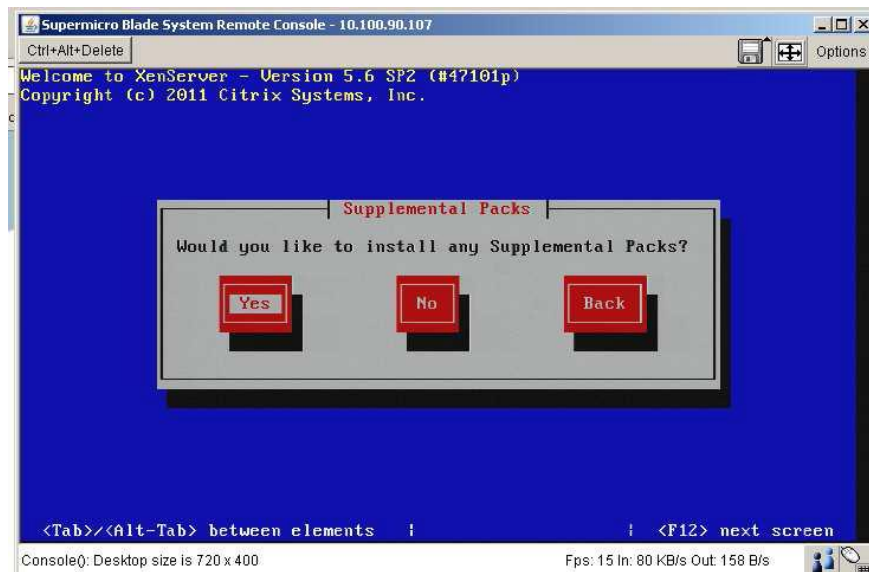 Supermicro Blade System Remote Console - 10.100.90.107
Ctrl+Alt+Delete
Options
Welcome to XenServer - Version 5.6 SP2 (#47101p)
Copyright (c) 2011 Citrix Systems, Inc.
Supplemental Packs
Would you like to install any Supplemental Packs?
Yes No Back
<Tab>/<Alt-Tab> between elements | | <F12> next screen
Console(): Desktop size is 720 x 400 Fps: 15 In: 80 KB/s Out: 158 B/s